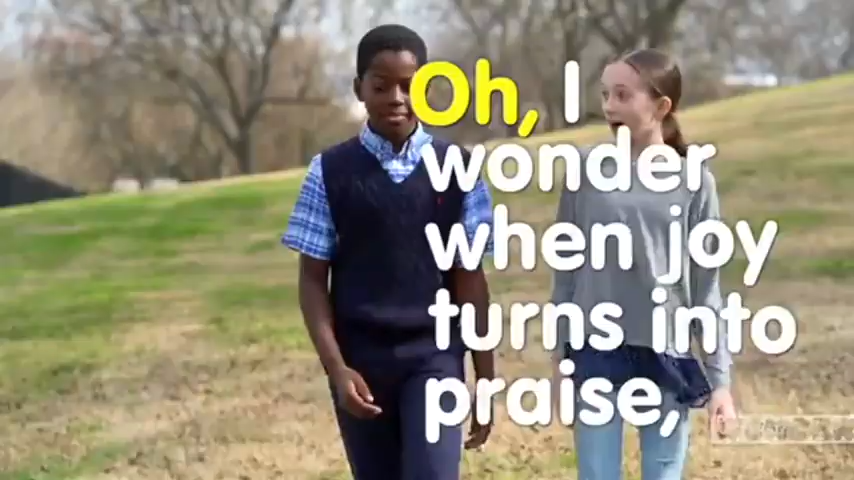 Oh, I
wonder
when joy
turns into
praise,